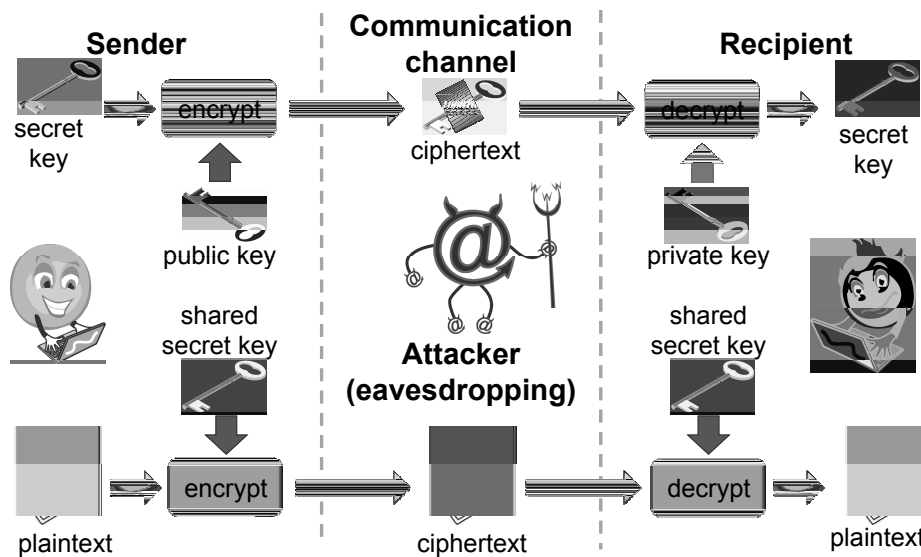 Sender
Communication
channel
Recipient
secret
key
encrypt
ciphertext
decrypt
secret
key
public key
private key
@
shared
secret key
Attacker
(eavesdropping)
shared
secret key
plaintext
encrypt
ciphertext
decrypt
plaintext